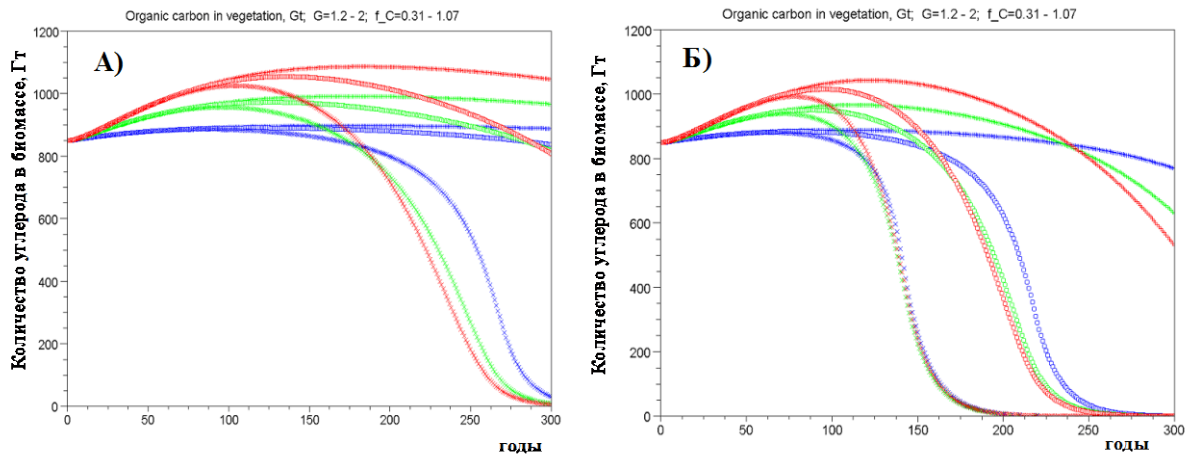 Organic carbon in vegetation, Gt; G=1.2 - 2; f_C=0.31 - 1.07
А)
Количество углерода в биомассе, Гт
1200
1000
800
600
400
200
0
0 50 100 150 200 250 300
годы
Organic carbon in vegetation, Gt; G=1.2 - 2; f_C=0.31 - 1.07
Б)
Количество углерода в биомассе, Гт
1200
1000
800
600
400
200
0
0 50 100 150 200 250 300
годы